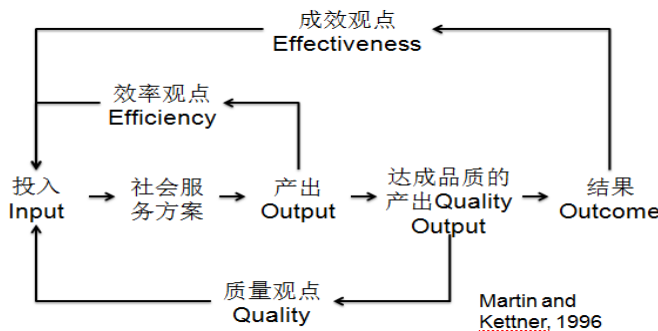 成效观点
Effectiveness
效率观点
Efficiency
投入
Input
社会服
务方案
产出
Output
达成品质的
产出Quality
Output
结果
Outcome
质量观点
Quality
Martin and
Kettner, 1996